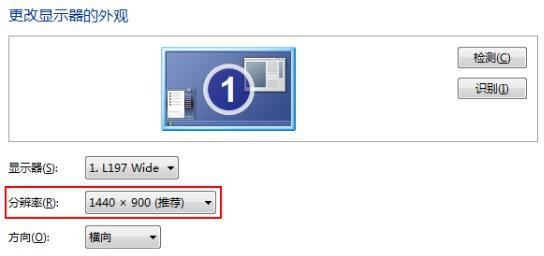 更改显示器的外观
1
检测(C)
识别(I)
显示器(S): 1. L197 Wide
分辨率(R): 1440 × 900 (推荐)
方向(O): 横向